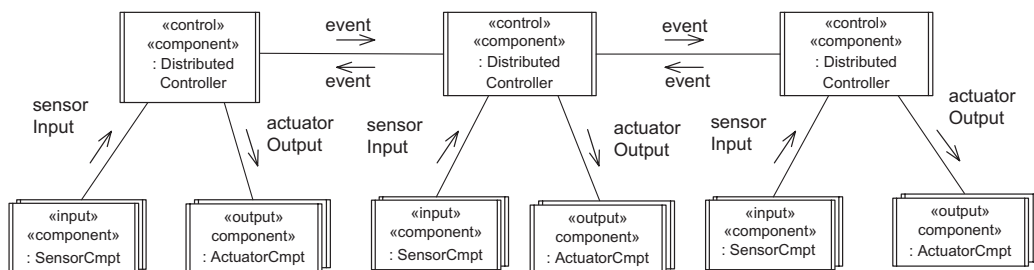 «control»
«component»
: Distributed
Controller
event
event
«control»
«component»
: Distributed
Controller
event
event
«control»
«component»
: Distributed
Controller
sensor
Input
actuator
Output
sensor
Input
actuator
Output
sensor
Input
actuator
Output
«input»
«component»
: SensorCmpt
«output»
component»
: ActuatorCmpt
«input»
«component»
: SensorCmpt
«output»
component»
: ActuatorCmpt
«input»
«component»
: SensorCmpt
«output»
component»
: ActuatorCmpt